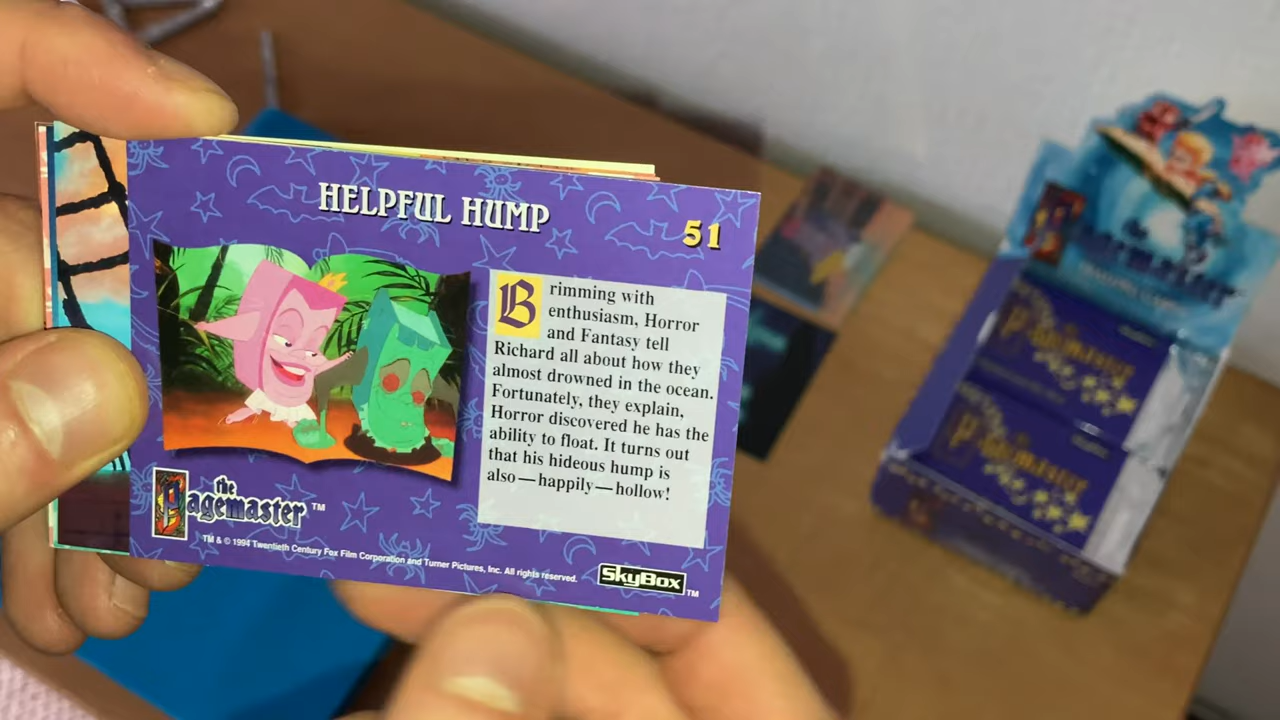 HELPFUL HUMP
51
Brimming with
enthusiasm, Horror
and Fantasy tell
Richard all about how they
almost drowned in the ocean.
Fortunately, they explain,
Horror discovered he has the
ability to float. It turns out
that his hideous hump is
also—happily—hollow!
the
Pagemaster™
TM & © 1994 Twentieth Century Fox Film Corporation and Turner Pictures, Inc. All rights reserved.
SkyBox™
Pagemaster
Pagemaster
Pagemaster